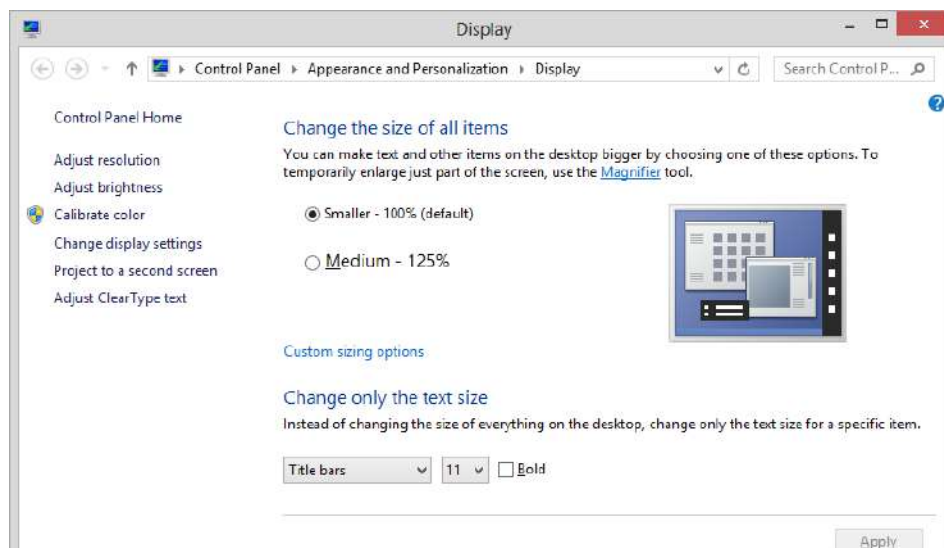 Display
Control Panel Appearance and Personalization Display
Search Control P...
Control Panel Home
Adjust resolution
Adjust brightness
Calibrate color
Change display settings
Project to a second screen
Adjust ClearType text
Change the size of all items
You can make text and other items on the desktop bigger by choosing one of these options. To
temporarily enlarge just part of the screen, use the Magnifier tool.
Smaller - 100% (default)
Medium - 125%
Custom sizing options
Change only the text size
Instead of changing the size of everything on the desktop, change only the text size for a specific item.
Title bars 11 Bold
Apply